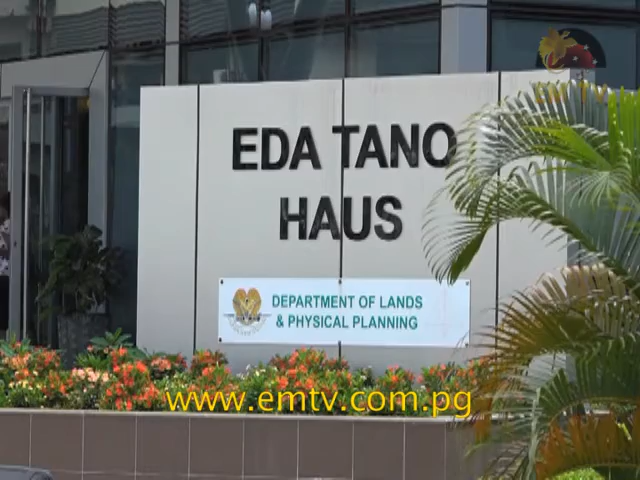 EDA TANO
HAUS
DEPARTMENT OF LANDS
& PHYSICAL PLANNING
www.emtv.com.pg